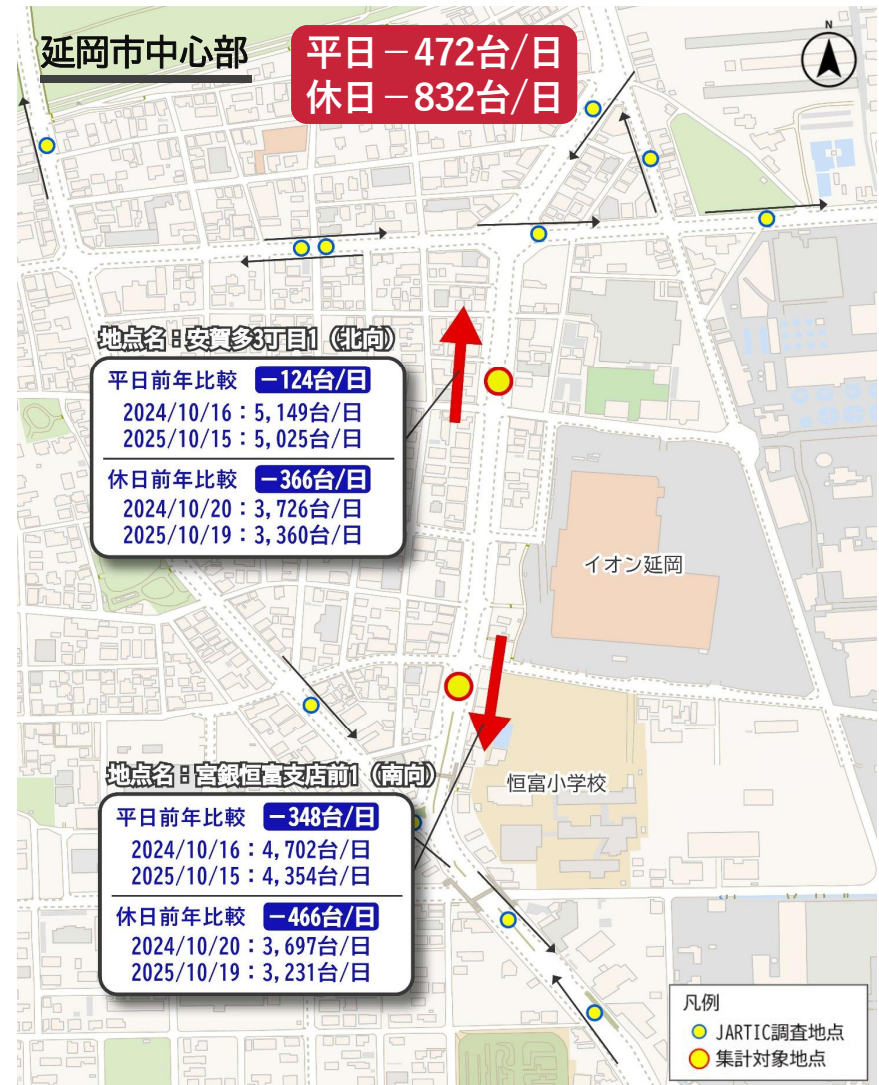 延岡市中心部
平日－472台/日
休日－832台/日
N
地点名：安賀多3丁目1（北向）
平日前年比較 －124台/日
2024/10/16：5,149台/日
2025/10/15：5,025台/日
休日前年比較 －366台/日
2024/10/20：3,726台/日
2025/10/19：3,360台/日
イオン延岡
恒富小学校
地点名：宮銀恒富支店前1（南向）
平日前年比較 －348台/日
2024/10/16：4,702台/日
2025/10/15：4,354台/日
休日前年比較 －466台/日
2024/10/20：3,697台/日
2025/10/19：3,231台/日
凡例
JARTIC調査地点
集計対象地点